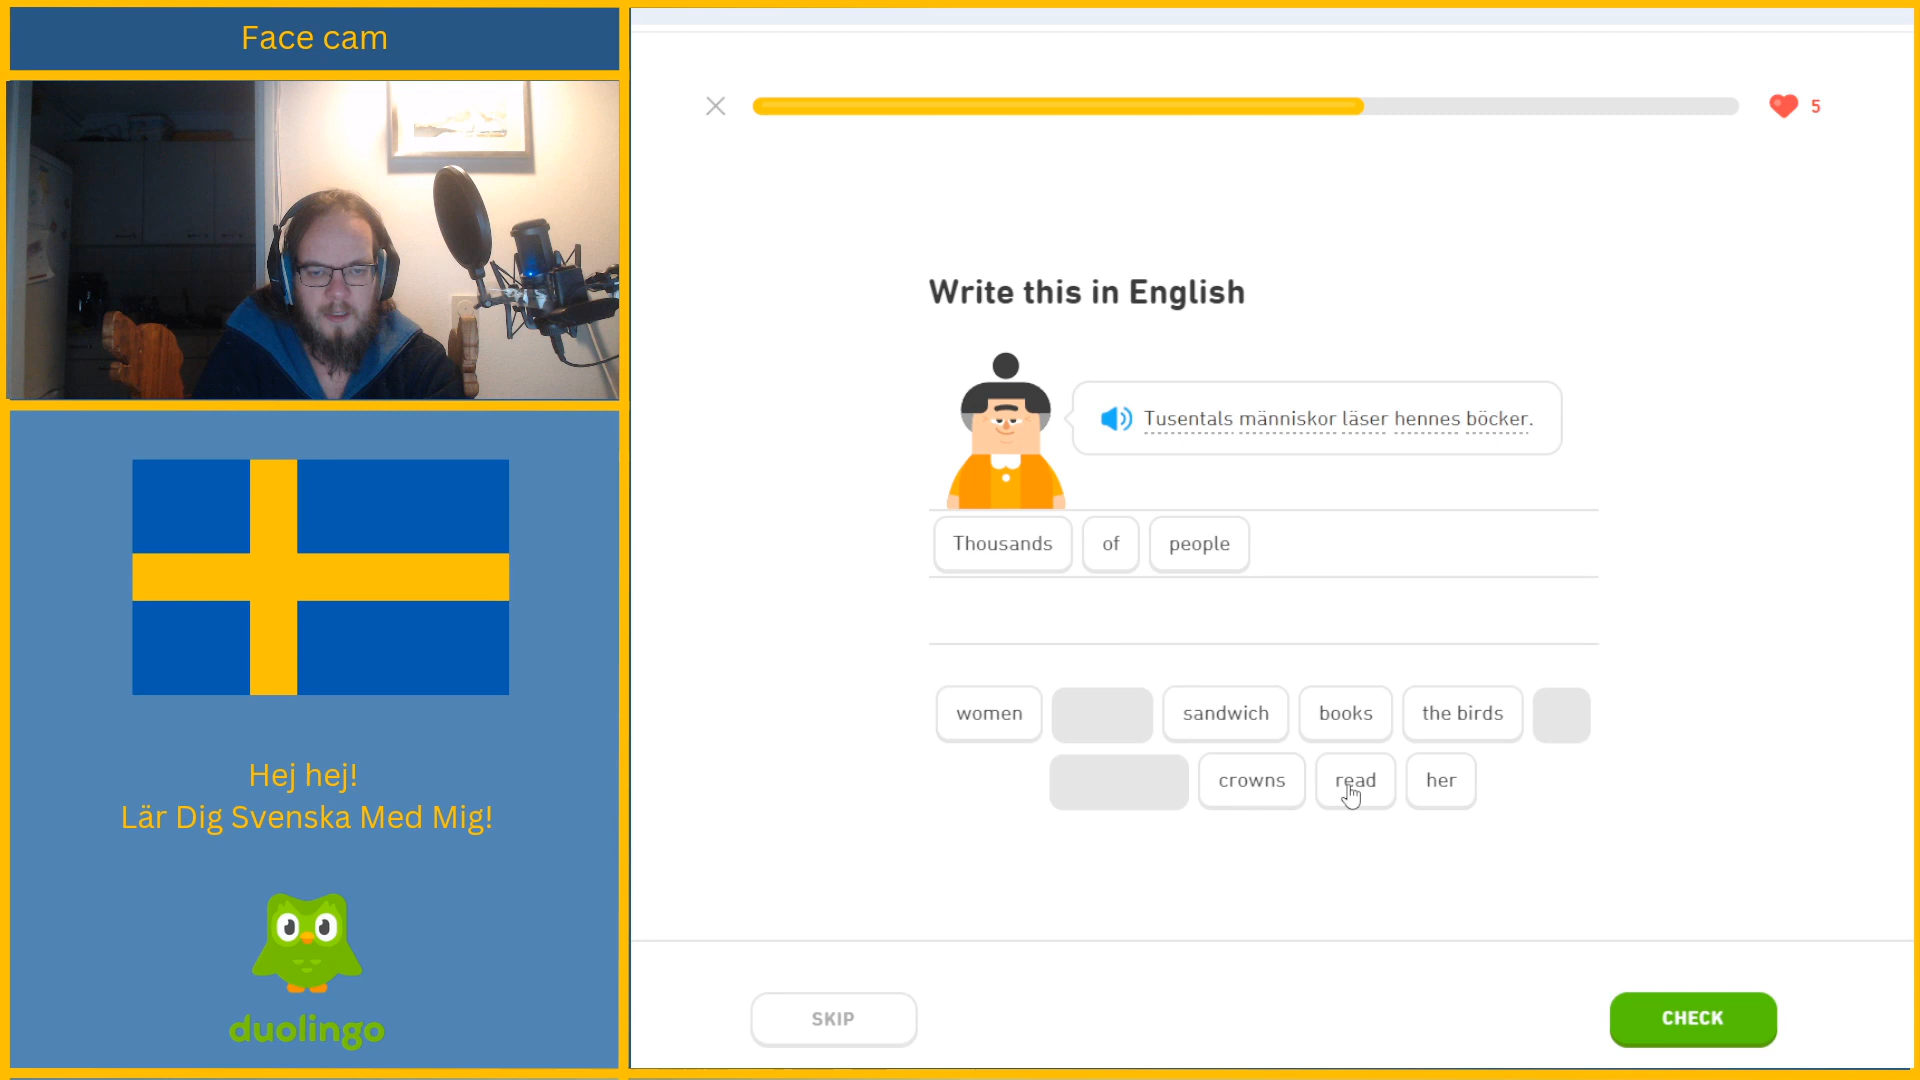 Face cam
5
Write this in English
Tusentals människor läser hennes böcker.
Thousands of people
women sandwich books the birds
crowns read her
Hej hej!
Lär Dig Svenska Med Mig!
duolingo
SKIP CHECK